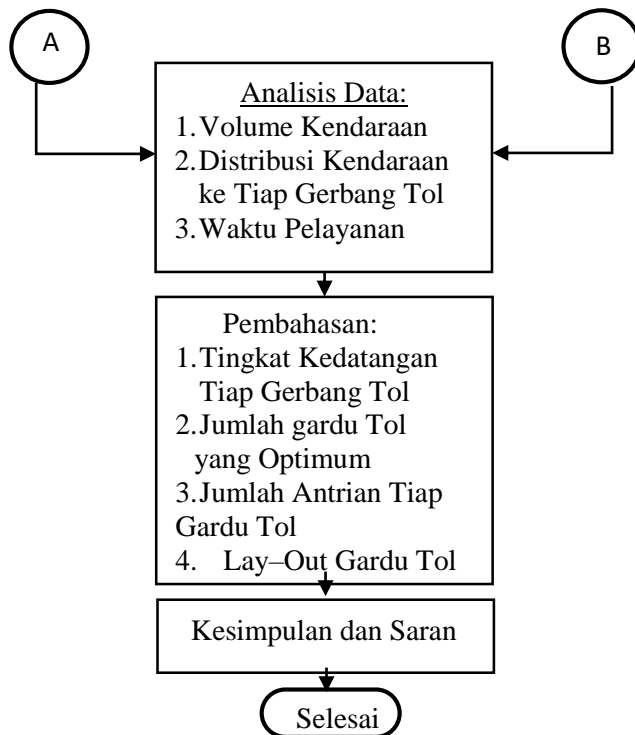 A
B
Analisis Data:
1.Volume Kendaraan
2.Distribusi Kendaraan
ke Tiap Gerbang Tol
3.Waktu Pelayanan
Pembahasan:
1.Tingkat Kedatangan
Tiap Gerbang Tol
2.Jumlah gardu Tol
yang Optimum
3.Jumlah Antrian Tiap
Gardu Tol
4. Lay–Out Gardu Tol
Kesimpulan dan Saran
Selesai